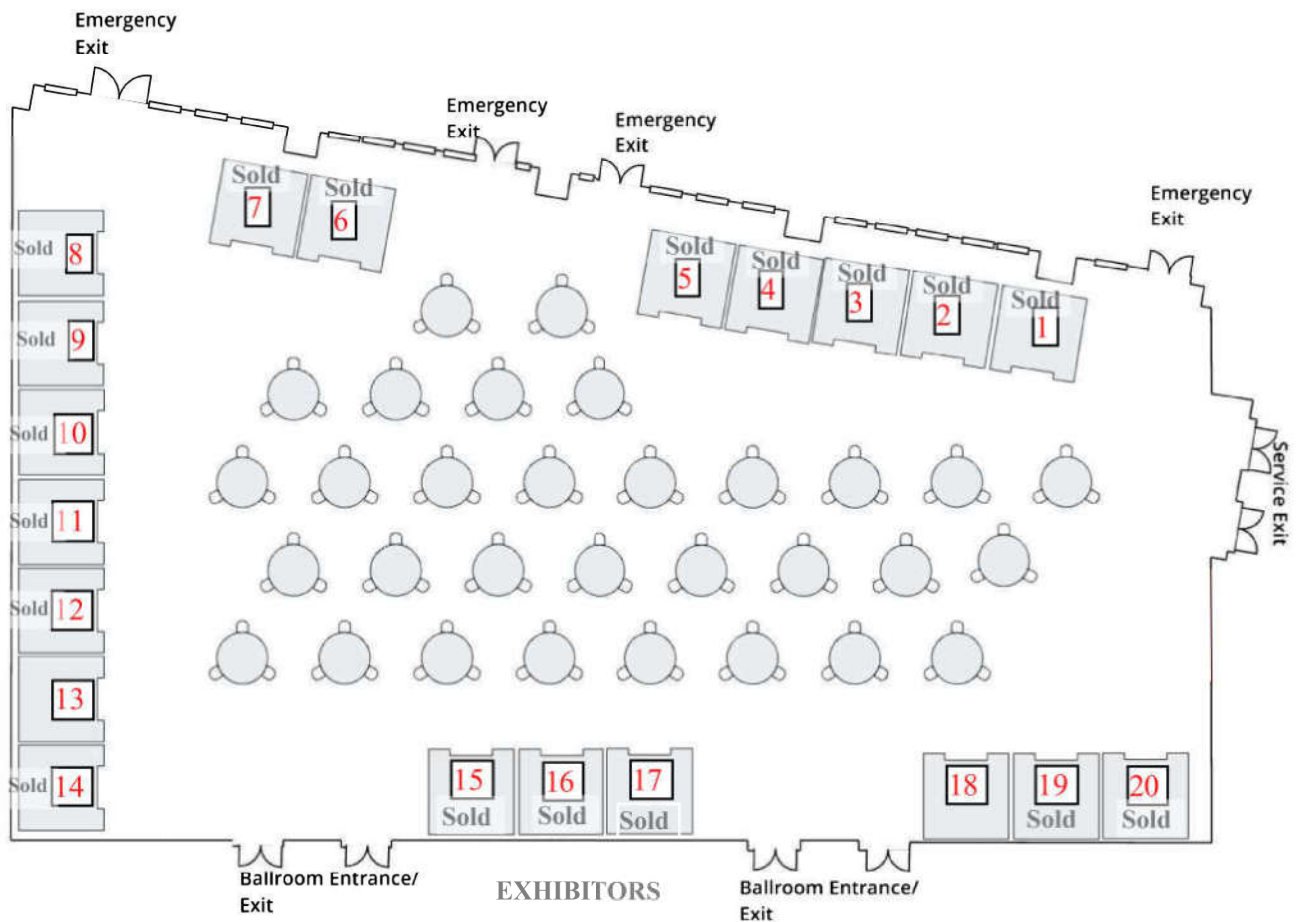 Emergency
Exit
Emergency
Exit
Emergency
Exit
Emergency
Exit
Sold
7
Sold
6
Sold
5
Sold
4
Sold
3
Sold
2
Sold
1
Sold 8
Sold 9
Sold 10
Sold 11
Sold 12
13
Sold 14
Service Exit
15
Sold
16
Sold
17
Sold
18
19
Sold
20
Sold
Ballroom Entrance/
Exit
EXHIBITORS
Ballroom Entrance/
Exit